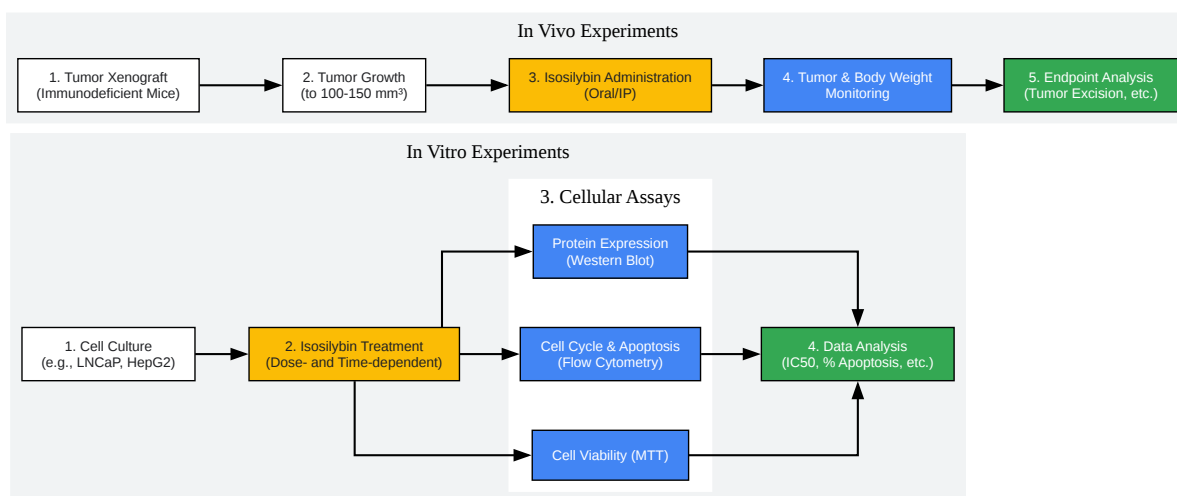 In Vivo Experiments
1. Tumor Xenograft
(Immunodeficient Mice)
2. Tumor Growth
(to 100-150 mm³)
3. Isosilybin Administration
(Oral/IP)
4. Tumor & Body Weight
Monitoring
5. Endpoint Analysis
(Tumor Excision, etc.)
In Vitro Experiments
1. Cell Culture
(e.g., LNCaP, HepG2)
2. Isosilybin Treatment
(Dose- and Time-dependent)
3. Cellular Assays
Protein Expression
(Western Blot)
Cell Cycle & Apoptosis
(Flow Cytometry)
Cell Viability (MTT)
4. Data Analysis
(IC50, % Apoptosis, etc.)